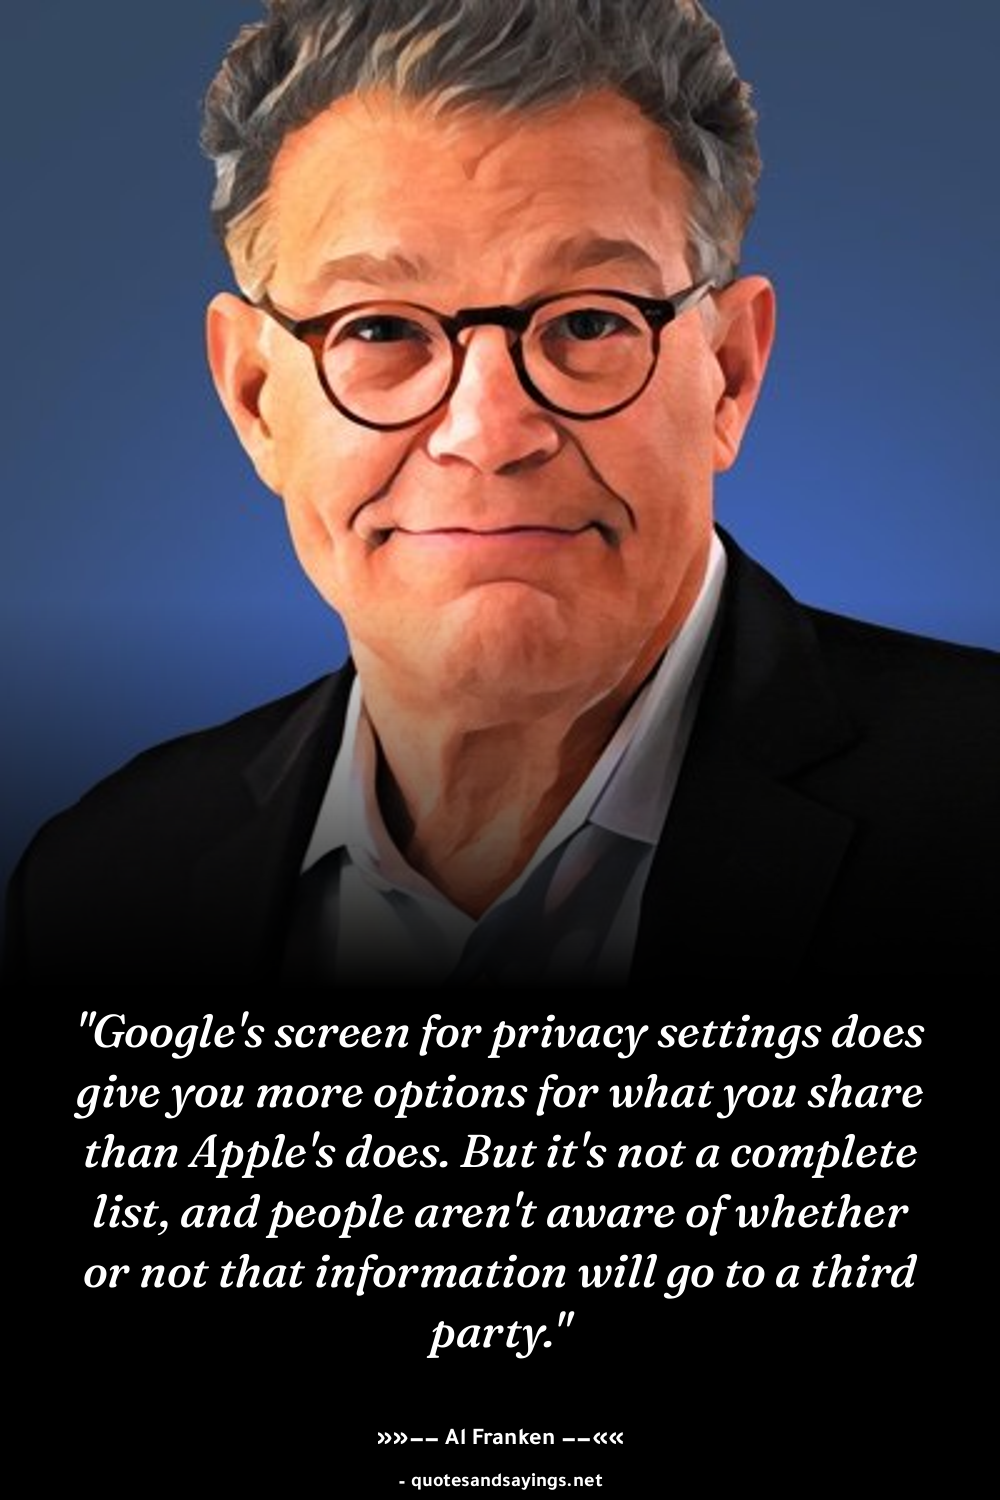 "Google's screen for privacy settings does
give you more options for what you share
than Apple's does. But it's not a complete
list, and people aren't aware of whether
or not that information will go to a third
party."
»»–– Al Franken ––««
- quotesandsayings.net